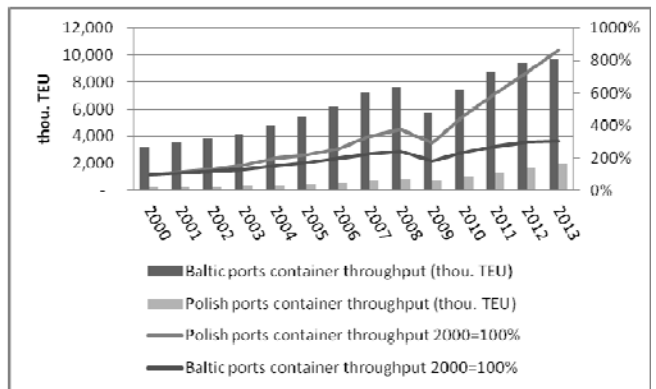 12,000
10,000
8,000
6,000
4,000
2,000
-
thou. TEU
1000%
800%
600%
400%
200%
0%
2000 2001 2002 2003 2004 2005 2006 2007 2008 2009 2010 2011 2012 2013
Baltic ports container throughput (thou. TEU)
Polish ports container throughput (thou. TEU)
Polish ports container throughput 2000=100%
Baltic ports container throughput 2000=100%